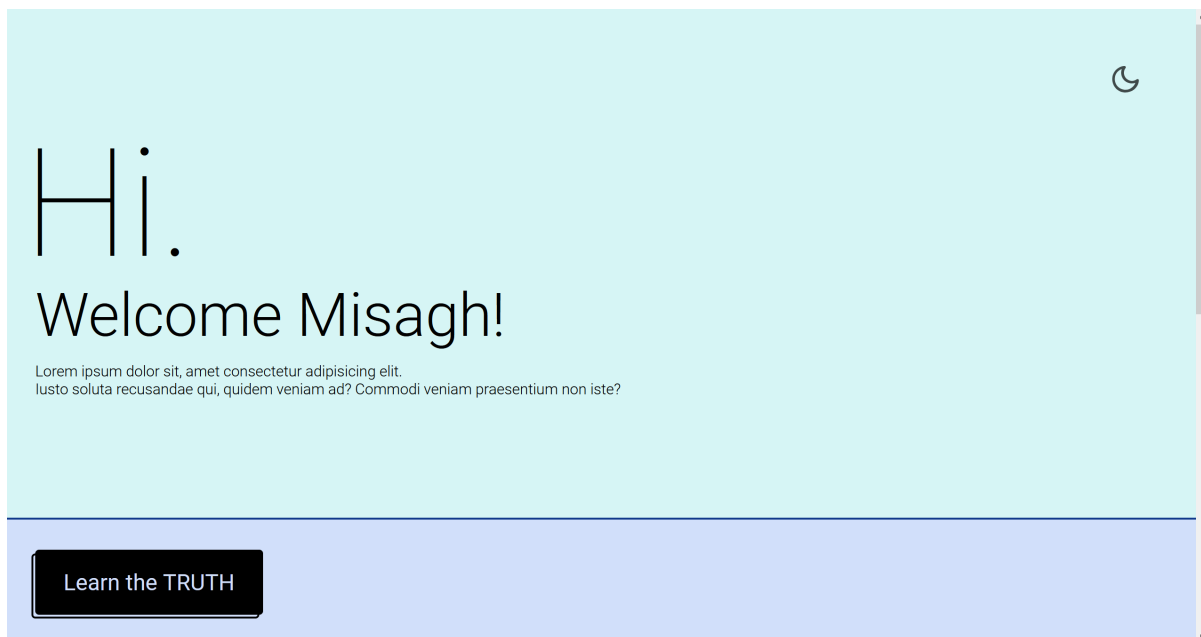 Hi.
Welcome Misagh!
Lorem ipsum dolor sit, amet consectetur adipisicing elit.
Iusto soluta recusandae qui, quidem veniam ad? Commodi veniam praesentium non iste?
Learn the TRUTH